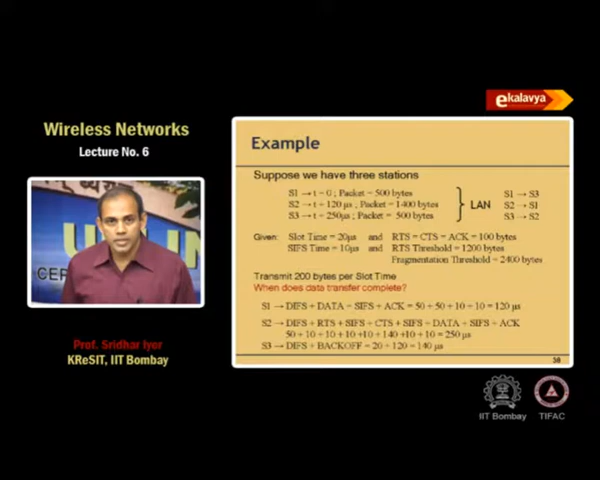 ekalavya
Wireless Networks
Lecture No. 6
Example
Suppose we have three stations
S1 → t = 0 ; Packet = 500 bytes
S2 → t = 120 µs ; Packet = 1400 bytes
S3 → t = 250µs ; Packet = 500 bytes
LAN
S1 → S3
S2 → S1
S3 → S2
Given: Slot Time = 20µs and RTS = CTS = ACK = 100 bytes
SIFS Time = 10µs and RTS Threshold = 1200 bytes
Fragmentation Threshold = 2400 bytes
Transmit 200 bytes per Slot Time
When does data transfer complete?
S1 → DIFS + DATA + SIFS + ACK = 50 + 50 + 10 + 10 = 120 µs
S2 → DIFS + RTS + SIFS + CTS + SIFS + DATA + SIFS + ACK
50 + 10 + 10 + 10 +10 + 140 +10 + 10 = 250 µs
S3 → DIFS + BACKOFF = 20 + 120 = 140 µs
38
Prof. Sridhar Iyer
KReSIT, IIT Bombay
IIT Bombay
TIFAC